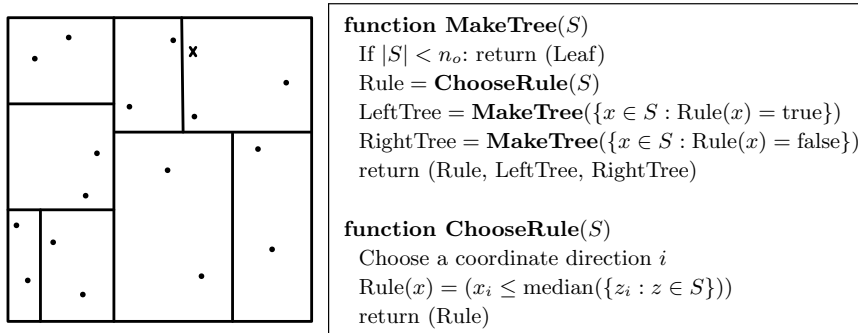 x
function MakeTree(S)
If |S| < nₒ: return (Leaf)
Rule = ChooseRule(S)
LeftTree = MakeTree({x ∈ S : Rule(x) = true})
RightTree = MakeTree({x ∈ S : Rule(x) = false})
return (Rule, LeftTree, RightTree)
function ChooseRule(S)
Choose a coordinate direction i
Rule(x) = (xᵢ ≤ median({zᵢ : z ∈ S}))
return (Rule)